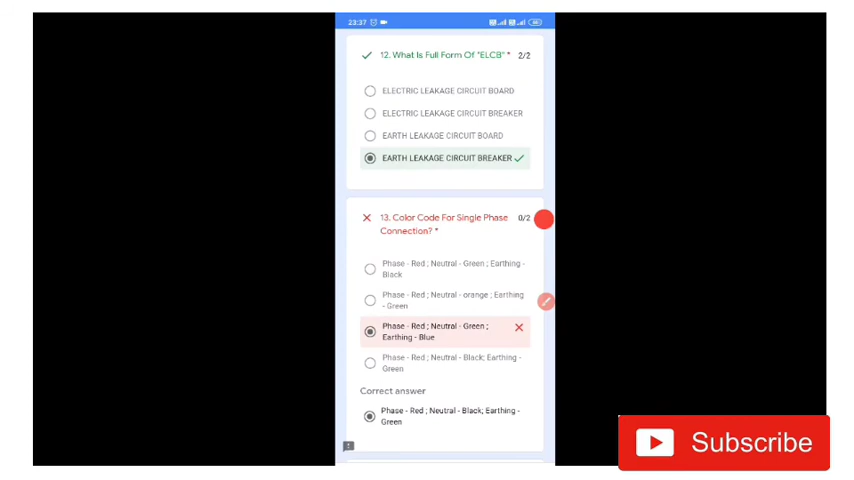 23:37
12. What Is Full Form Of "ELCB" * 2/2
ELECTRIC LEAKAGE CIRCUIT BOARD
ELECTRIC LEAKAGE CIRCUIT BREAKER
EARTH LEAKAGE CIRCUIT BOARD
EARTH LEAKAGE CIRCUIT BREAKER
13. Color Code For Single Phase 0/2
Connection? *
Phase - Red ; Neutral - Green ; Earthing -
Black
Phase - Red ; Neutral - orange ; Earthing
- Green
Phase - Red ; Neutral - Green ;
Earthing - Blue
Phase - Red ; Neutral - Black; Earthing -
Green
Correct answer
Phase - Red ; Neutral - Black; Earthing -
Green
Subscribe